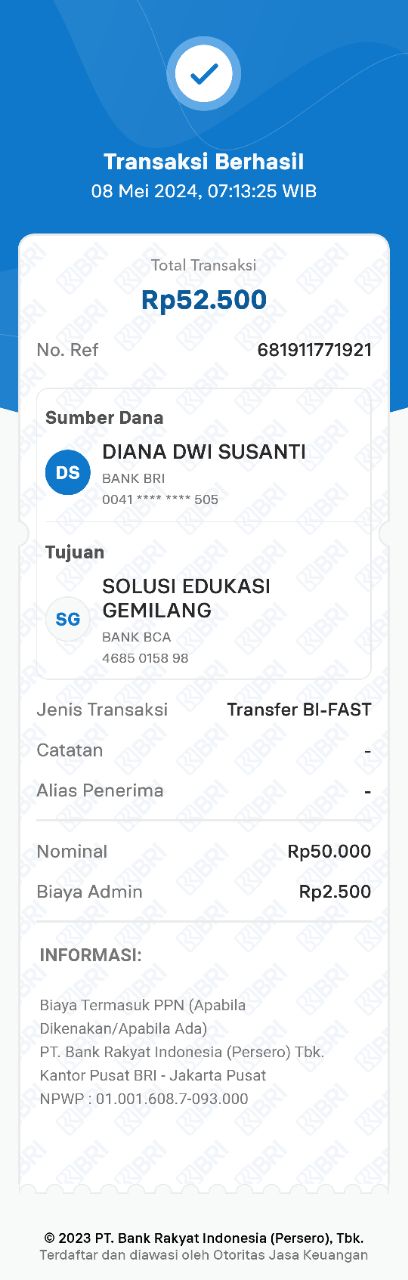 Transaksi Berhasil
08 Mei 2024, 07:13:25 WIB
Total Transaksi
Rp52.500
No. Ref 681911771921
Sumber Dana
DS
DIANA DWI SUSANTI
BANK BRI
0041 **** **** 505
Tujuan
SG
SOLUSI EDUKASI
GEMILANG
BANK BCA
4685 0158 98
Jenis Transaksi Transfer BI-FAST
Catatan -
Alias Penerima -
Nominal Rp50.000
Biaya Admin Rp2.500
INFORMASI:
Biaya Termasuk PPN (Apabila
Dikenakan/Apabila Ada)
PT. Bank Rakyat Indonesia (Persero) Tbk.
Kantor Pusat BRI - Jakarta Pusat
NPWP : 01.001.608.7-093.000
© 2023 PT. Bank Rakyat Indonesia (Persero), Tbk.
Terdaftar dan diawasi oleh Otoritas Jasa Keuangan